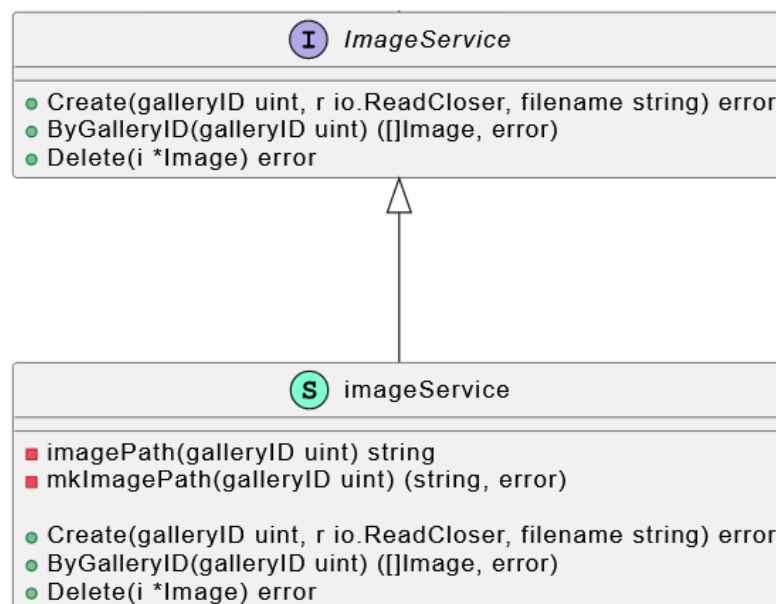 I ImageService
Create(galleryID uint, r io.ReadCloser, filename string) error
ByGalleryID(galleryID uint) ([]Image, error)
Delete(i *Image) error
S imageService
imagePath(galleryID uint) string
mkImagePath(galleryID uint) (string, error)
Create(galleryID uint, r io.ReadCloser, filename string) error
ByGalleryID(galleryID uint) ([]Image, error)
Delete(i *Image) error